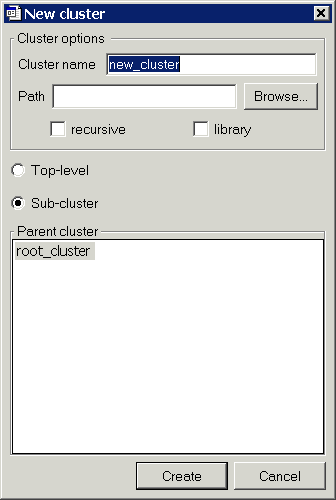 New cluster
Cluster options
Cluster name new_cluster
Path Browse...
recursive library
Top-level
Sub-cluster
Parent cluster
root_cluster
Create Cancel